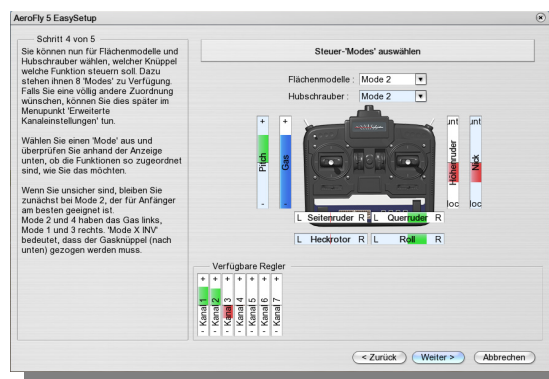 AeroFly 5 EasySetup
Schritt 4 von 5
Sie können nun für Flächenmodelle und
Hubschrauber wählen, welcher Knüppel
welche Funktion steuern soll. Dazu
stehen ihnen 8 'Modes' zu Verfügung.
Falls Sie eine völlig andere Zuordnung
wünschen, können Sie dies später im
Menupunkt 'Erweiterte
Kanaleinstellungen' tun.
Wählen Sie einen 'Mode' aus und
überprüfen Sie anhand der Anzeige
unten, ob die Funktionen so zugeordnet
sind, wie Sie das möchten.
Wenn Sie unsicher sind, bleiben Sie
zunächst bei Mode 2, der für Anfänger
am besten geeignet ist.
Mode 2 und 4 haben das Gas links,
Mode 1 und 3 rechts. 'Mode X INV'
bedeutet, dass der Gasknüppel (nach
unten) gezogen werden muss.
Steuer-'Modes' auswählen
Flächenmodelle : Mode 2
Hubschrauber : Mode 2
- Pitch +
- Gas +
loc Höhenruder unt
loc Nick unt
L Seitenruder R
L Querruder R
L Heckrotor R
L Roll R
Verfügbare Regler
- Kanal 1 +
- Kanal 2 +
- Kanal 3 +
- Kanal 4 +
- Kanal 5 +
- Kanal 6 +
- Kanal 7 +
< Zurück
Weiter >
Abbrechen